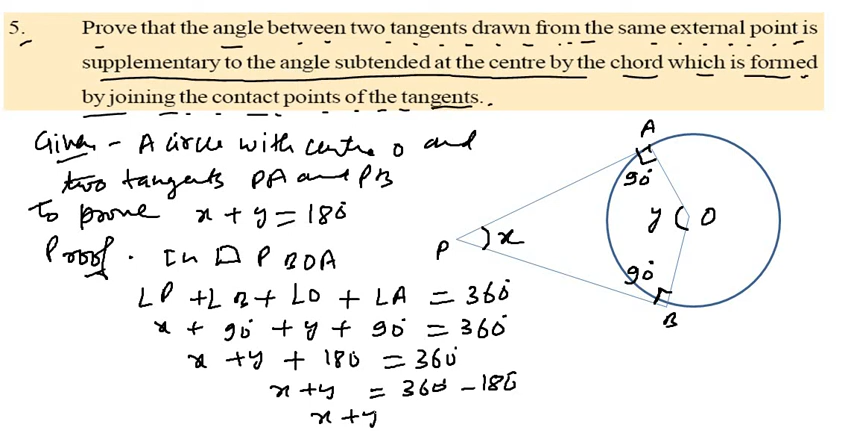 5. Prove that the angle between two tangents drawn from the same external point is
supplementary to the angle subtended at the centre by the chord which is formed
by joining the contact points of the tangents.
Given - A circle with centre O and
two tangents PA and PB
To prove x + y = 180°
Proof. In □ PBOA
∠P + ∠B + ∠O + ∠A = 360°
x + 90° + y + 90° = 360°
x + y + 180 = 360°
x + y = 360 - 180
x + y
A
90°
y O
P x
90°
B